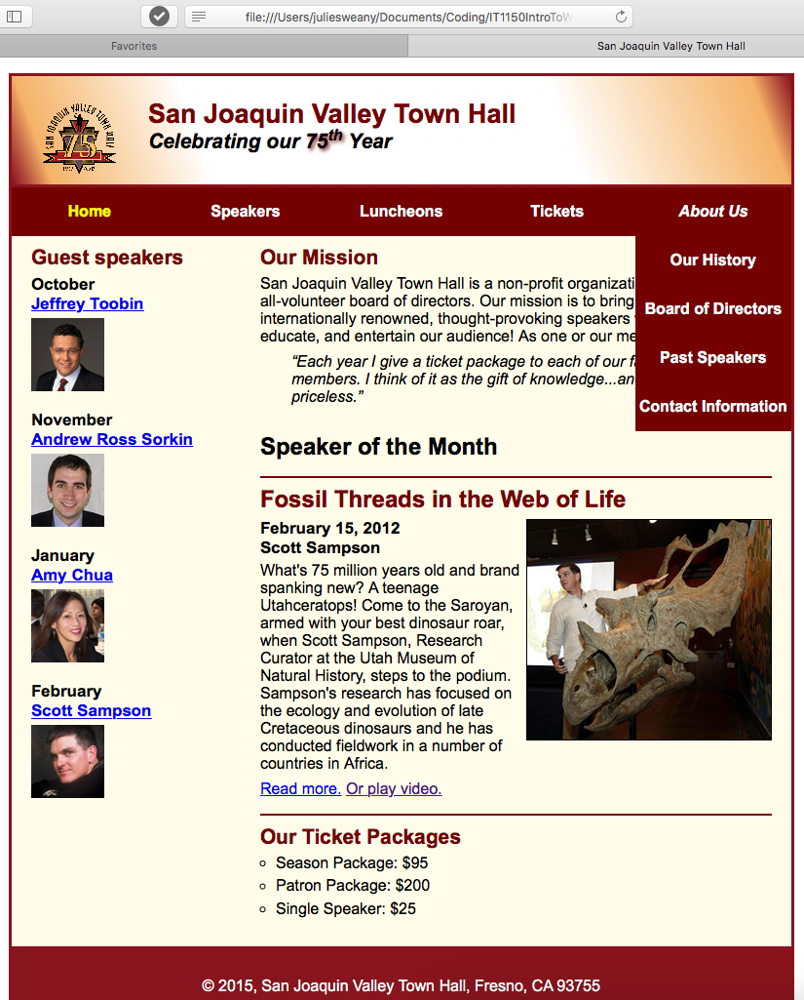 file:///Users/juliesweany/Documents/Coding/IT1150IntroToW
Favorites
San Joaquin Valley Town Hall
SAN JOAQUIN VALLEY TOWN HALL
75
San Joaquin Valley Town Hall
Celebrating our 75th Year
Home
Speakers
Luncheons
Tickets
About Us
Our History
Board of Directors
Past Speakers
Contact Information
Guest speakers
October
Jeffrey Toobin
November
Andrew Ross Sorkin
January
Amy Chua
February
Scott Sampson
Our Mission
San Joaquin Valley Town Hall is a non-profit organizati
all-volunteer board of directors. Our mission is to bring
internationally renowned, thought-provoking speakers
educate, and entertain our audience! As one or our me
“Each year I give a ticket package to each of our fa
members. I think of it as the gift of knowledge...an
priceless.”
Speaker of the Month
Fossil Threads in the Web of Life
February 15, 2012
Scott Sampson
What's 75 million years old and brand
spanking new? A teenage
Utahceratops! Come to the Saroyan,
armed with your best dinosaur roar,
when Scott Sampson, Research
Curator at the Utah Museum of
Natural History, steps to the podium.
Sampson's research has focused on
the ecology and evolution of late
Cretaceous dinosaurs and he has
conducted fieldwork in a number of
countries in Africa.
Read more. Or play video.
Our Ticket Packages
Season Package: $95
Patron Package: $200
Single Speaker: $25
© 2015, San Joaquin Valley Town Hall, Fresno, CA 93755